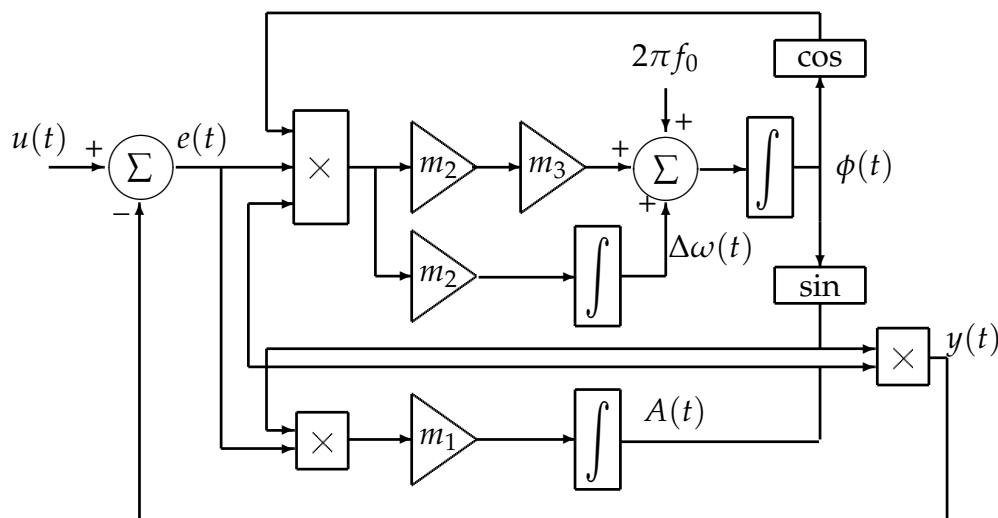 cos
2πf₀
+
u(t)
+
Σ
e(t)
×
m₂
m₃
+
Σ
∫
ϕ(t)
−
+
Δω(t)
m₂
∫
sin
×
y(t)
×
m₁
∫
A(t)